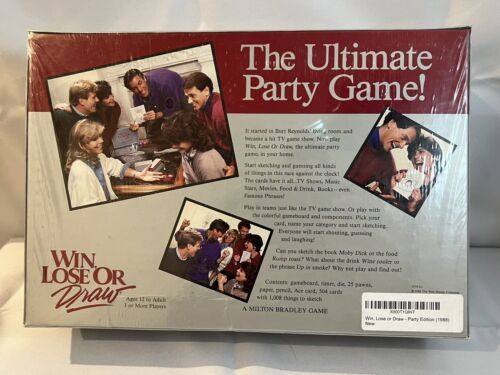 The Ultimate
Party Game!
It started in Burt Reynolds' living room and
became a hit TV game show. Now play
Win, Lose Or Draw, the ultimate party
game, in your home.
Start sketching and guessing all kinds
of things in this race against the clock!
The cards have it all...TV Shows, Music
Stars, Movies, Food & Drink, Books—even
Famous Phrases!
Play in teams just like the TV game show. Or play with
the colorful gameboard and components. Pick your
card, name your category and start sketching.
Everyone will start shouting, guessing
and laughing!
Can you sketch the book Moby Dick or the food
Rump roast? What about the drink Wine cooler or
the phrase Up in smoke? Why not play and find out!
Contents: gameboard, timer, die, 25 pawns,
paper, pencil, Ace card, 504 cards
with 1,008 things to sketch
A MILTON BRADLEY GAME
WIN,
LOSE OR
Draw
Ages 12 to Adult
3 or More Players
X000T1QINT
Win, Lose or Draw - Party Edition (1988)
New